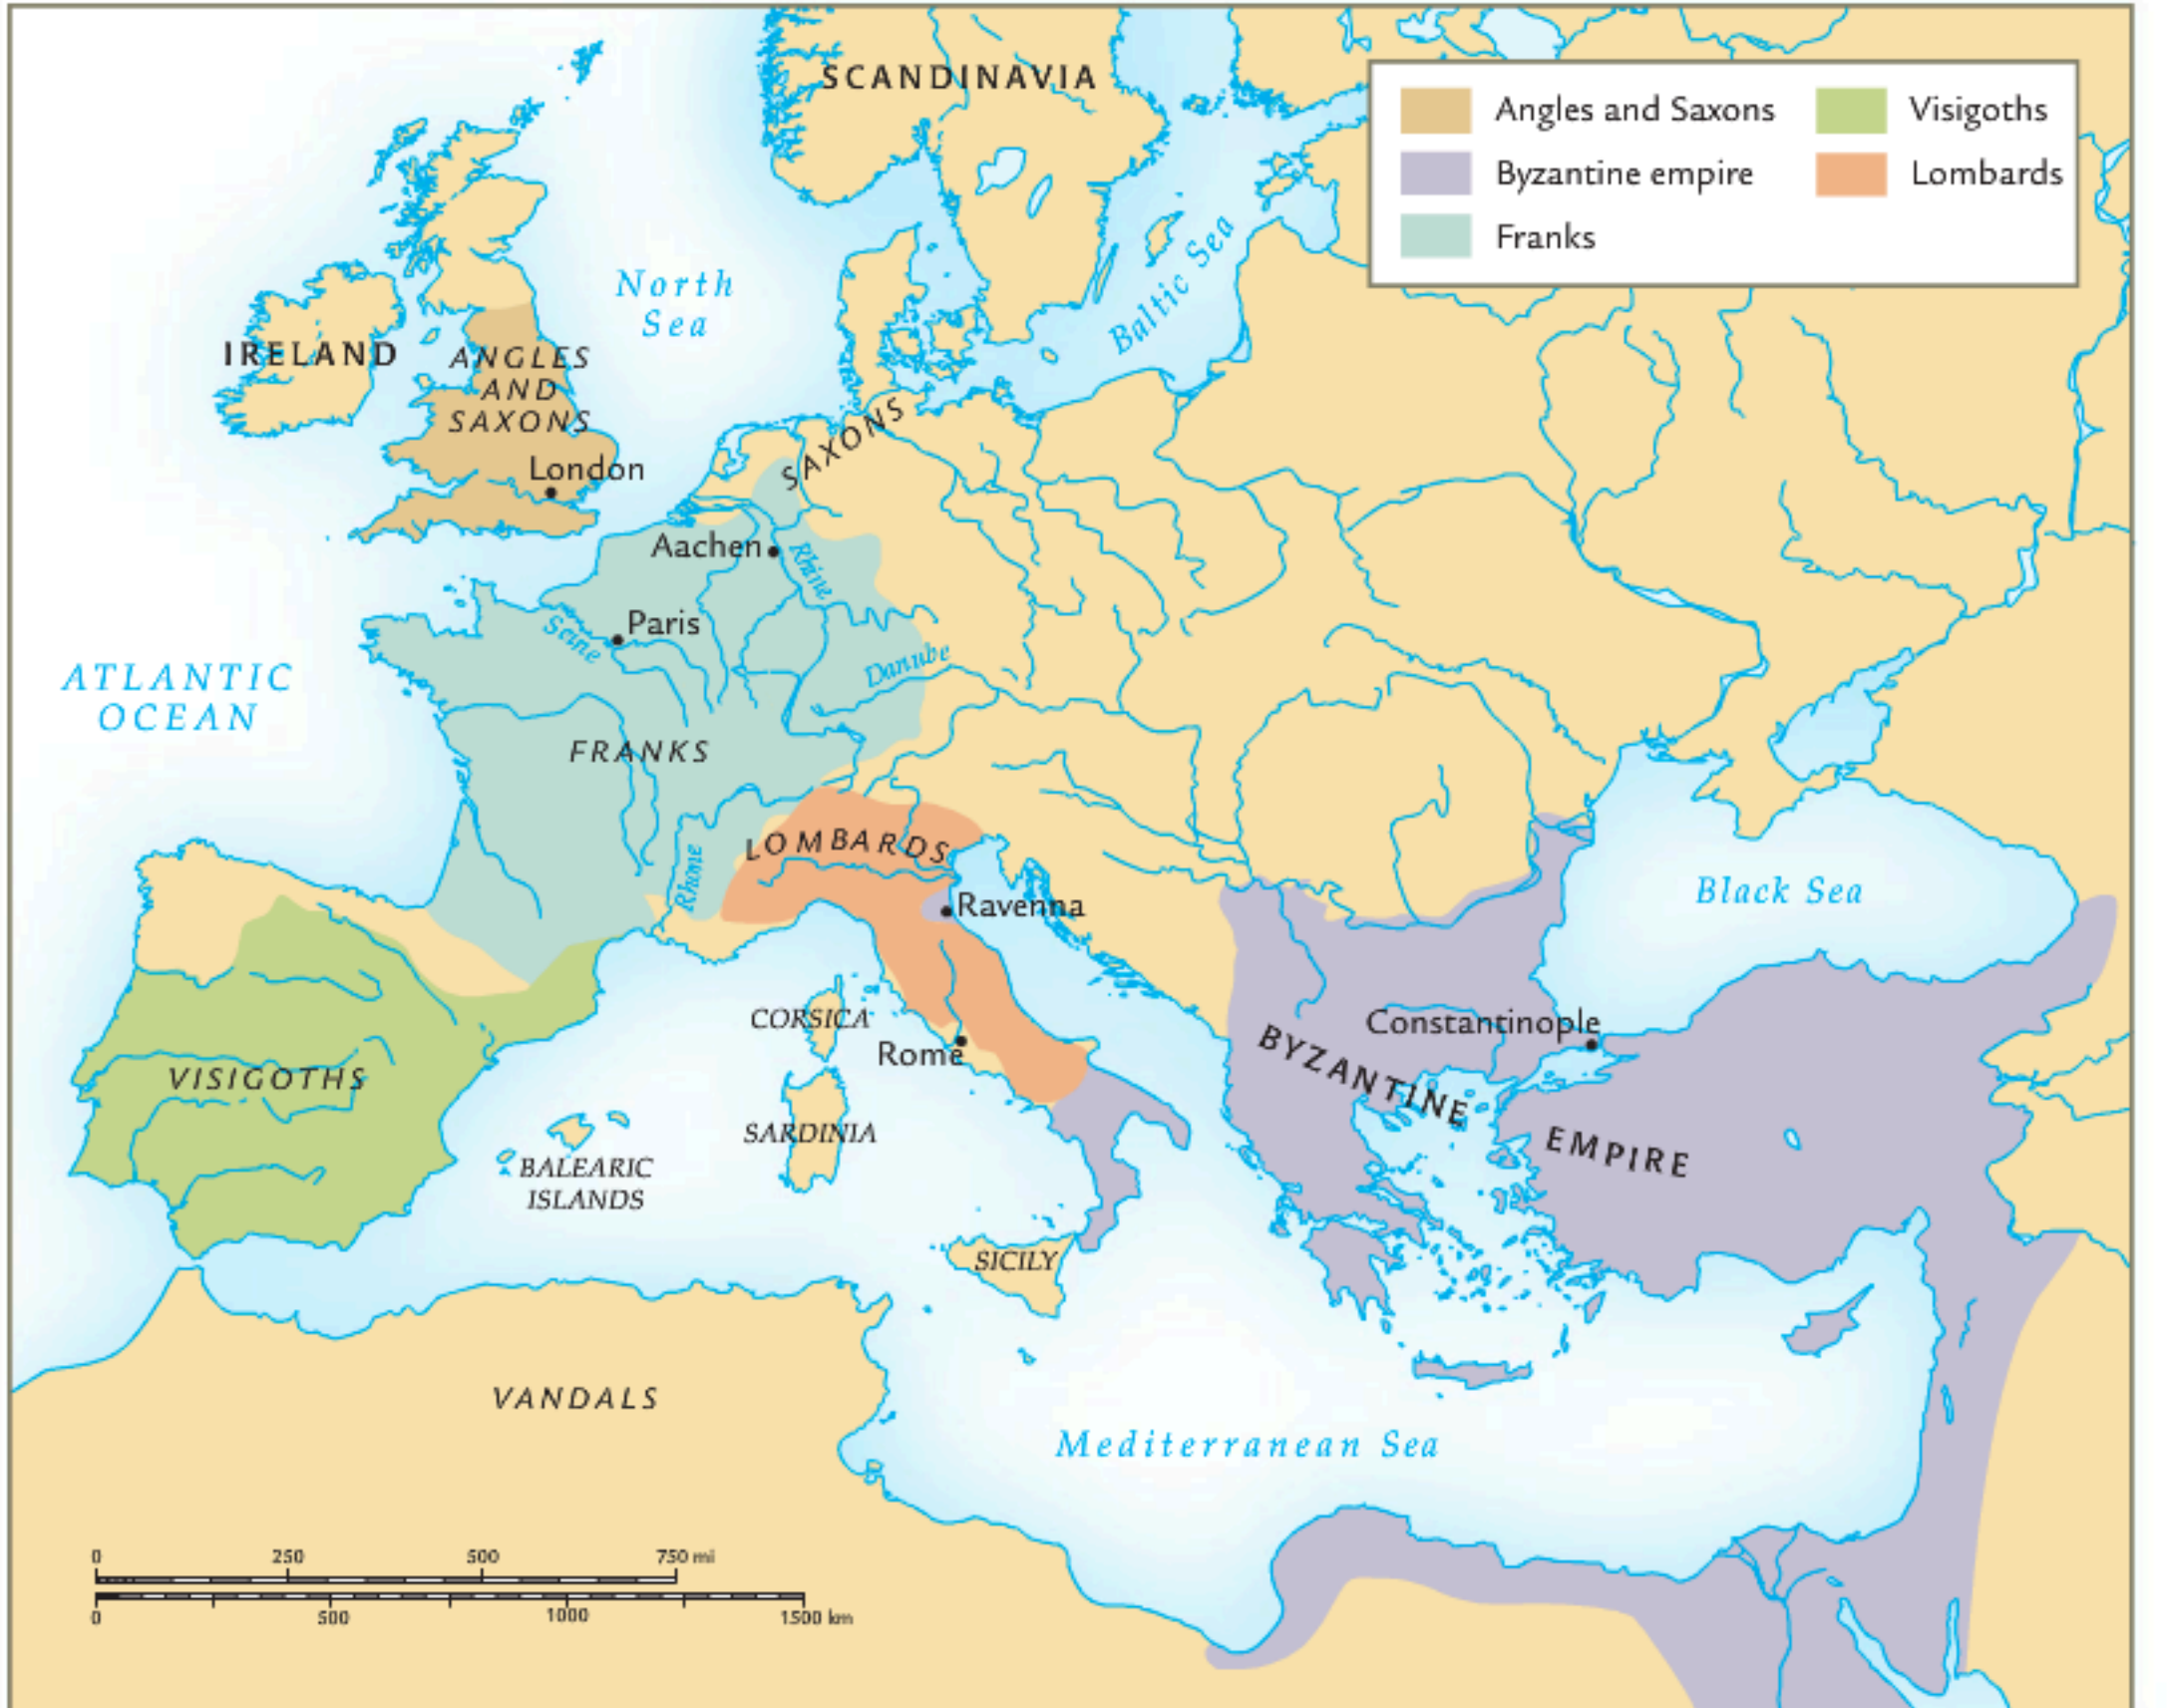 SCANDINAVIA
Angles and Saxons
Visigoths
Byzantine empire
Lombards
Franks
North
Sea
Baltic Sea
IRELAND
ANGLES
AND
SAXONS
SAXONS
London
Aachen
Rhine
Paris
Seine
Danube
ATLANTIC
OCEAN
FRANKS
LOMBARDS
Rhone
Ravenna
Black Sea
CORSICA
Rome
Constantinople
BYZANTINE
EMPIRE
VISIGOTHS
SARDINIA
BALEARIC
ISLANDS
SICILY
VANDALS
Mediterranean Sea
0 250 500 750 mi
0 500 1000 1500 km